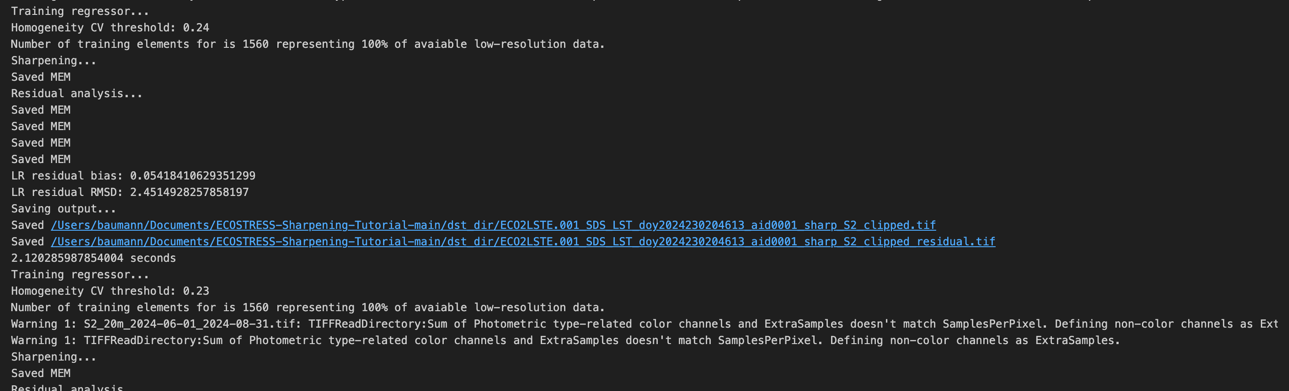 Training regressor...
Homogeneity CV threshold: 0.24
Number of training elements for is 1560 representing 100% of avaiable low-resolution data.
Sharpening...
Saved MEM
Residual analysis...
Saved MEM
Saved MEM
Saved MEM
Saved MEM
LR residual bias: 0.05418410629351299
LR residual RMSD: 2.4514928257858197
Saving output...
Saved /Users/baumann/Documents/ECOSTRESS-Sharpening-Tutorial-main/dst_dir/ECO2LSTE.001_SDS_LST_doy2024230204613_aid0001_sharp_S2_clipped.tif
Saved /Users/baumann/Documents/ECOSTRESS-Sharpening-Tutorial-main/dst_dir/ECO2LSTE.001_SDS_LST_doy2024230204613_aid0001_sharp_S2_clipped_residual.tif
2.120285987854004 seconds
Training regressor...
Homogeneity CV threshold: 0.23
Number of training elements for is 1560 representing 100% of avaiable low-resolution data.
Warning 1: S2_20m_2024-06-01_2024-08-31.tif: TIFFReadDirectory:Sum of Photometric type-related color channels and ExtraSamples doesn't match SamplesPerPixel. Defining non-color channels as Ext
Warning 1: TIFFReadDirectory:Sum of Photometric type-related color channels and ExtraSamples doesn't match SamplesPerPixel. Defining non-color channels as ExtraSamples.
Sharpening...
Saved MEM
Residual analysis